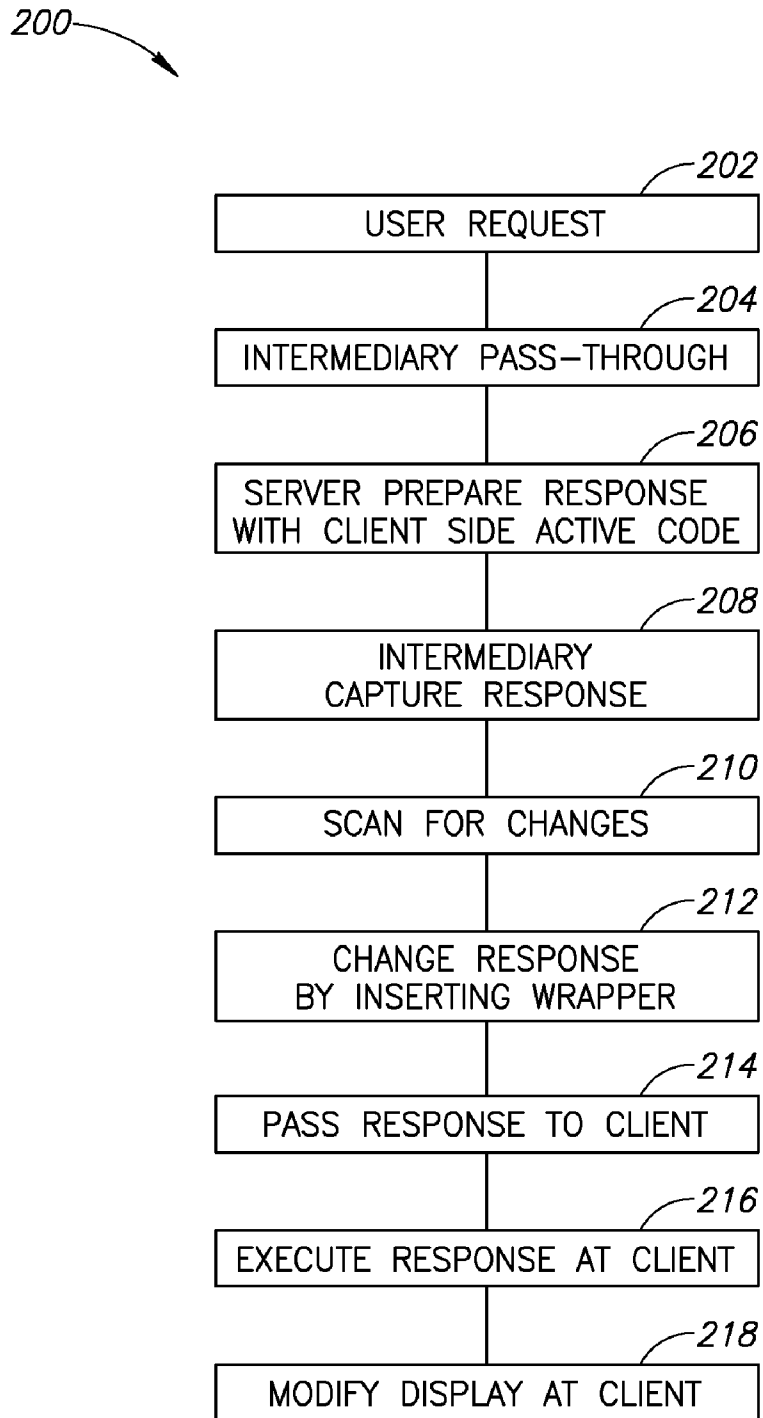 200
202
USER REQUEST
204
INTERMEDIARY PASS-THROUGH
206
SERVER PREPARE RESPONSE
WITH CLIENT SIDE ACTIVE CODE
208
INTERMEDIARY
CAPTURE RESPONSE
210
SCAN FOR CHANGES
212
CHANGE RESPONSE
BY INSERTING WRAPPER
214
PASS RESPONSE TO CLIENT
216
EXECUTE RESPONSE AT CLIENT
218
MODIFY DISPLAY AT CLIENT